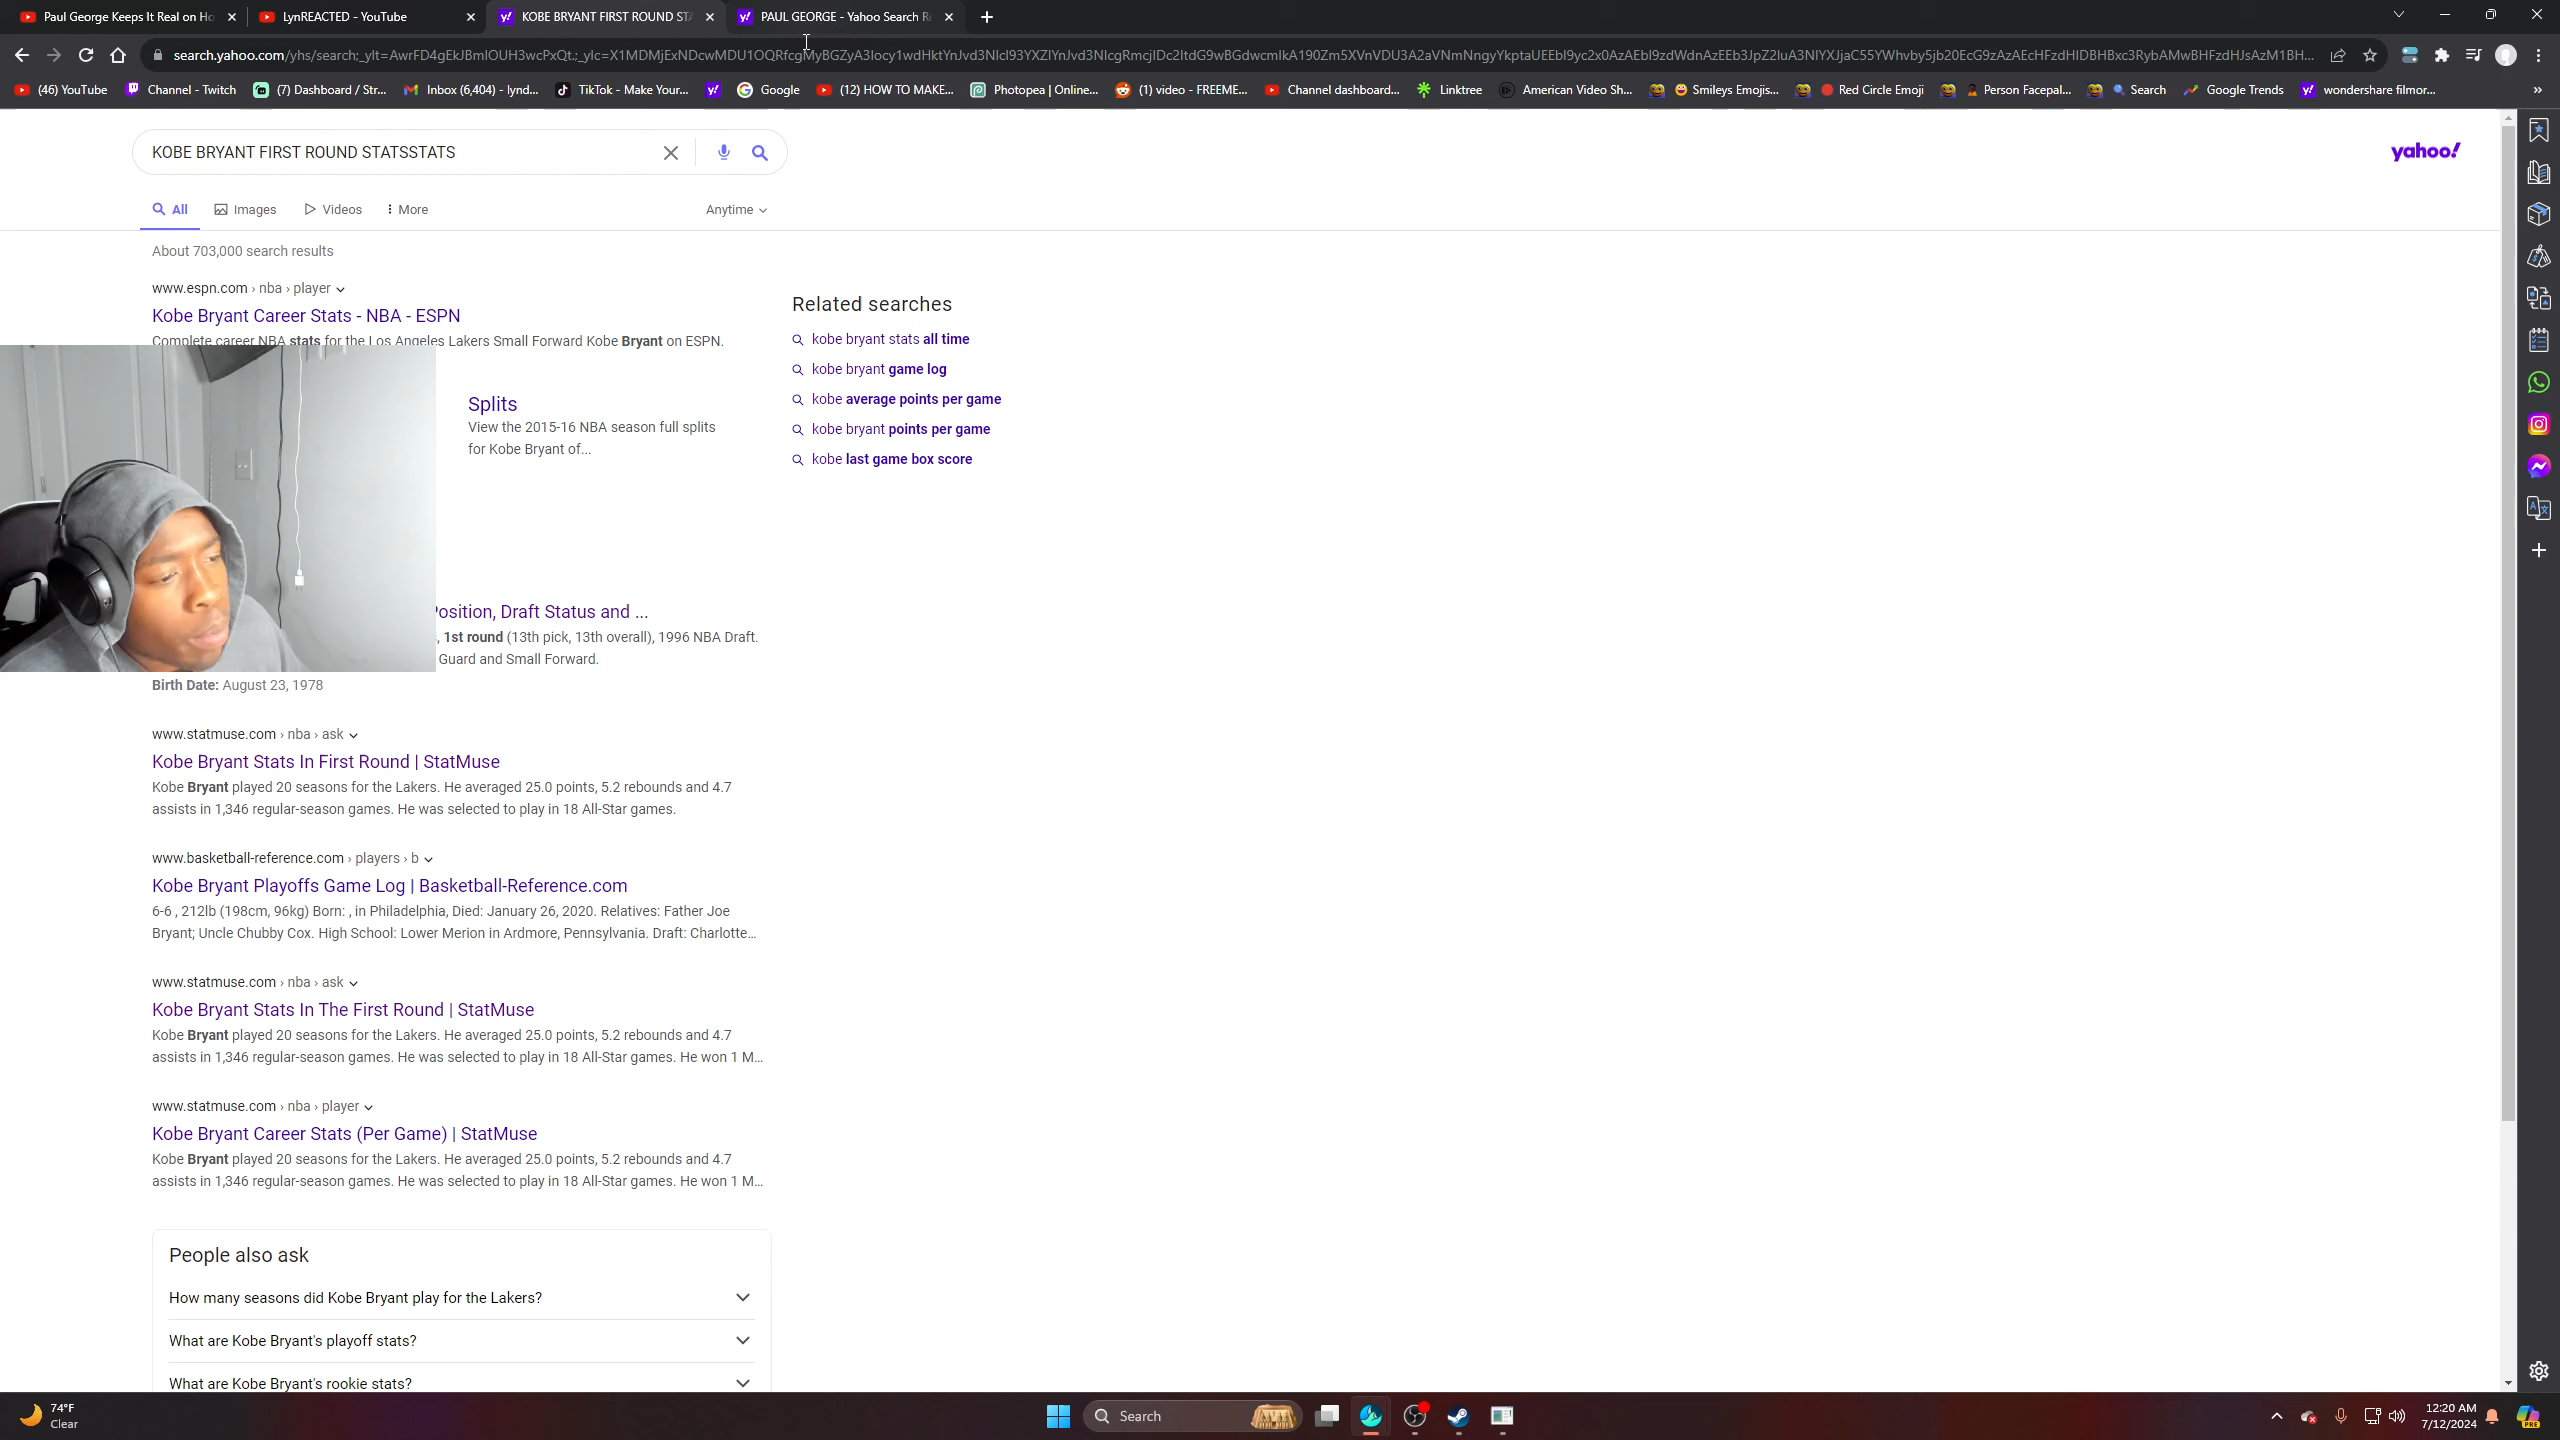 Paul George Keeps It Real on Ho
LynREACTED - YouTube
KOBE BRYANT FIRST ROUND ST
PAUL GEORGE - Yahoo Search R
(46) YouTube
Channel - Twitch
(7) Dashboard / Str...
Inbox (6,404) - lynd...
TikTok - Make Your...
Google
(12) HOW TO MAKE...
Photopea | Online...
(1) video - FREEME...
Channel dashboard...
Linktree
American Video Sh...
Smileys Emojis...
Red Circle Emoji
Person Facepal...
Search
Google Trends
wondershare filmor...
KOBE BRYANT FIRST ROUND STATSSTATS
yahoo!
All
Images
Videos
More
Anytime
About 703,000 search results
www.espn.com › nba › player
Kobe Bryant Career Stats - NBA - ESPN
Complete career NBA stats for the Los Angeles Lakers Small Forward Kobe Bryant on ESPN.
Splits
View the 2015-16 NBA season full splits
for Kobe Bryant of...
Position, Draft Status and ...
, 1st round (13th pick, 13th overall), 1996 NBA Draft.
Guard and Small Forward.
Birth Date: August 23, 1978
www.statmuse.com › nba › ask
Kobe Bryant Stats In First Round | StatMuse
Kobe Bryant played 20 seasons for the Lakers. He averaged 25.0 points, 5.2 rebounds and 4.7
assists in 1,346 regular-season games. He was selected to play in 18 All-Star games.
www.basketball-reference.com › players › b
Kobe Bryant Playoffs Game Log | Basketball-Reference.com
6-6 , 212lb (198cm, 96kg) Born: , in Philadelphia, Died: January 26, 2020. Relatives: Father Joe
Bryant; Uncle Chubby Cox. High School: Lower Merion in Ardmore, Pennsylvania. Draft: Charlotte...
www.statmuse.com › nba › ask
Kobe Bryant Stats In The First Round | StatMuse
Kobe Bryant played 20 seasons for the Lakers. He averaged 25.0 points, 5.2 rebounds and 4.7
assists in 1,346 regular-season games. He was selected to play in 18 All-Star games. He won 1 M...
www.statmuse.com › nba › player
Kobe Bryant Career Stats (Per Game) | StatMuse
Kobe Bryant played 20 seasons for the Lakers. He averaged 25.0 points, 5.2 rebounds and 4.7
assists in 1,346 regular-season games. He was selected to play in 18 All-Star games. He won 1 M...
People also ask
How many seasons did Kobe Bryant play for the Lakers?
What are Kobe Bryant's playoff stats?
What are Kobe Bryant's rookie stats?
Related searches
kobe bryant stats all time
kobe bryant game log
kobe average points per game
kobe bryant points per game
kobe last game box score
74°F
Clear
Search
12:20 AM
7/12/2024
PRE